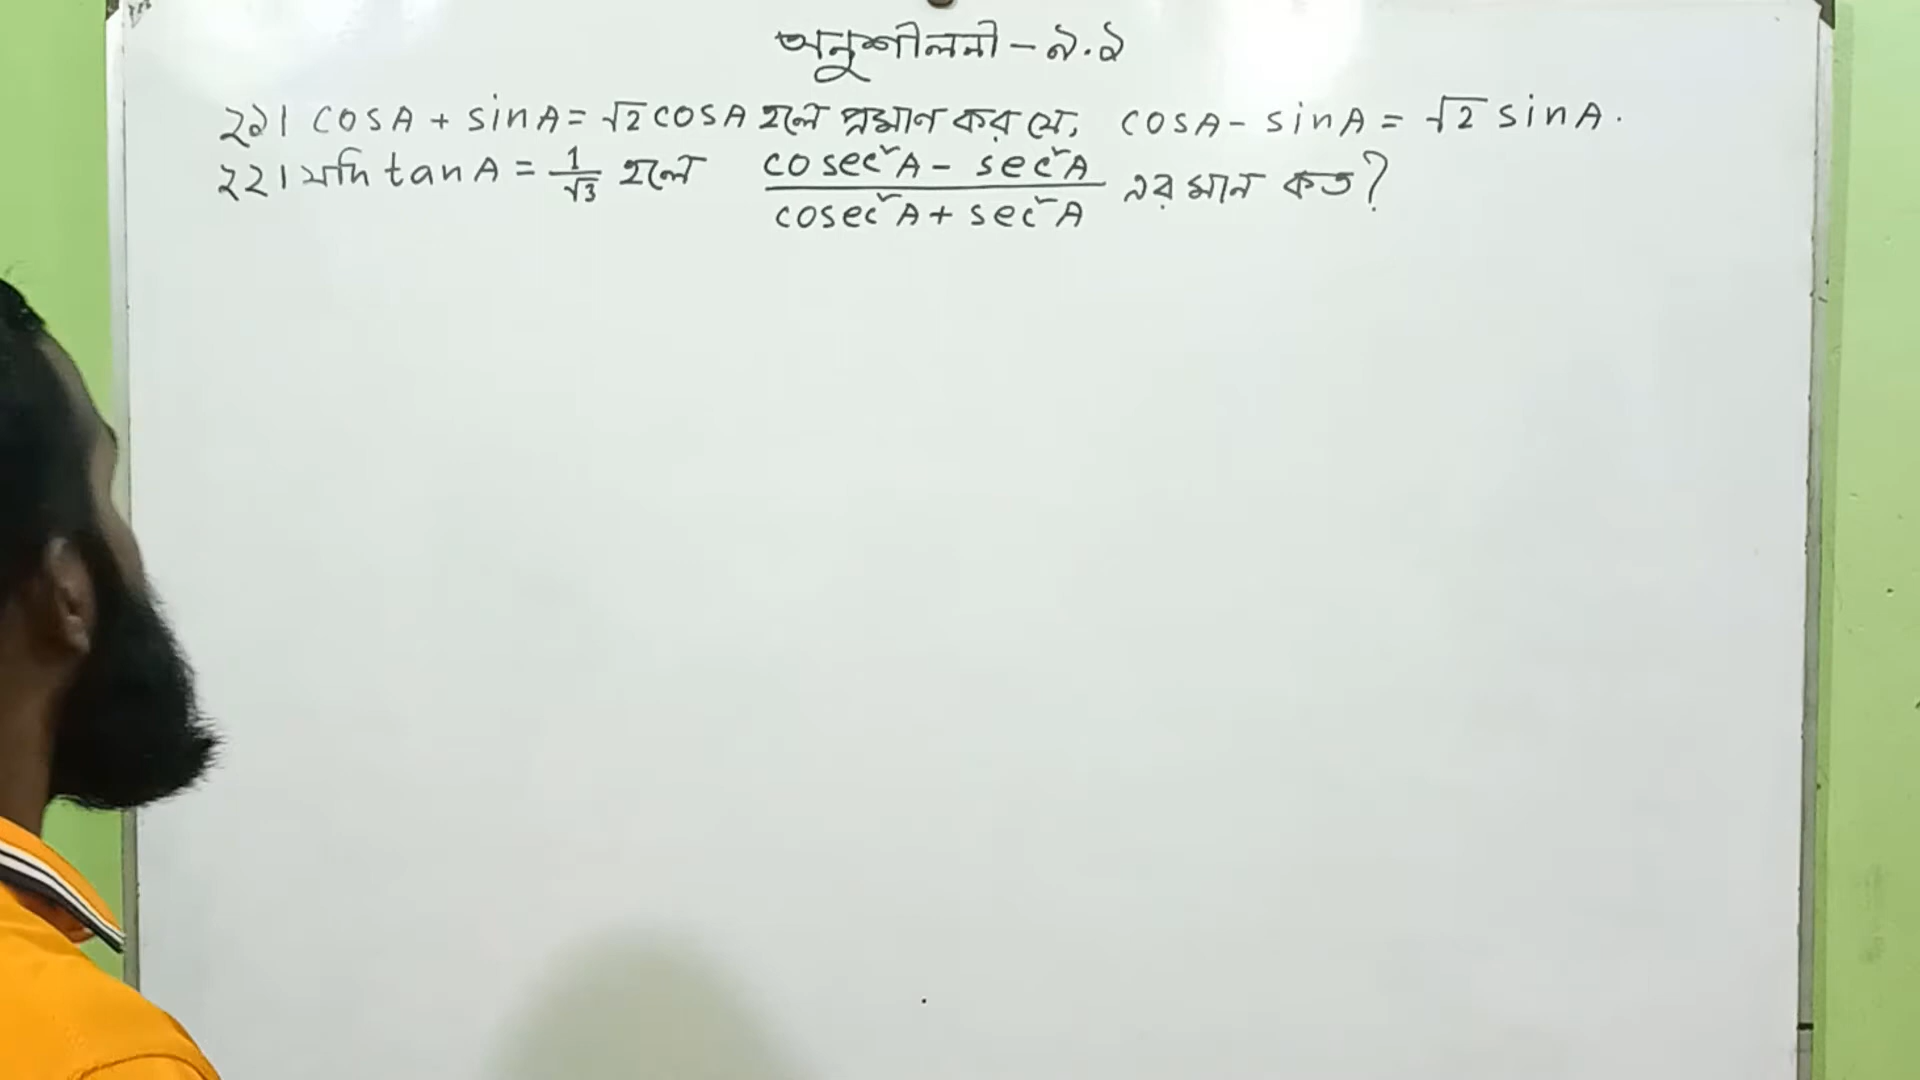 অনুশীলনী - ৯.১
২১। cosA + sinA = √2 cosA হলে প্রমান কর যে, cosA - sinA = √2 sinA.
২২। যদি tanA = 1/√3 হলে (cosec²A - sec²A)/(cosec²A + sec²A) এর মান কত?